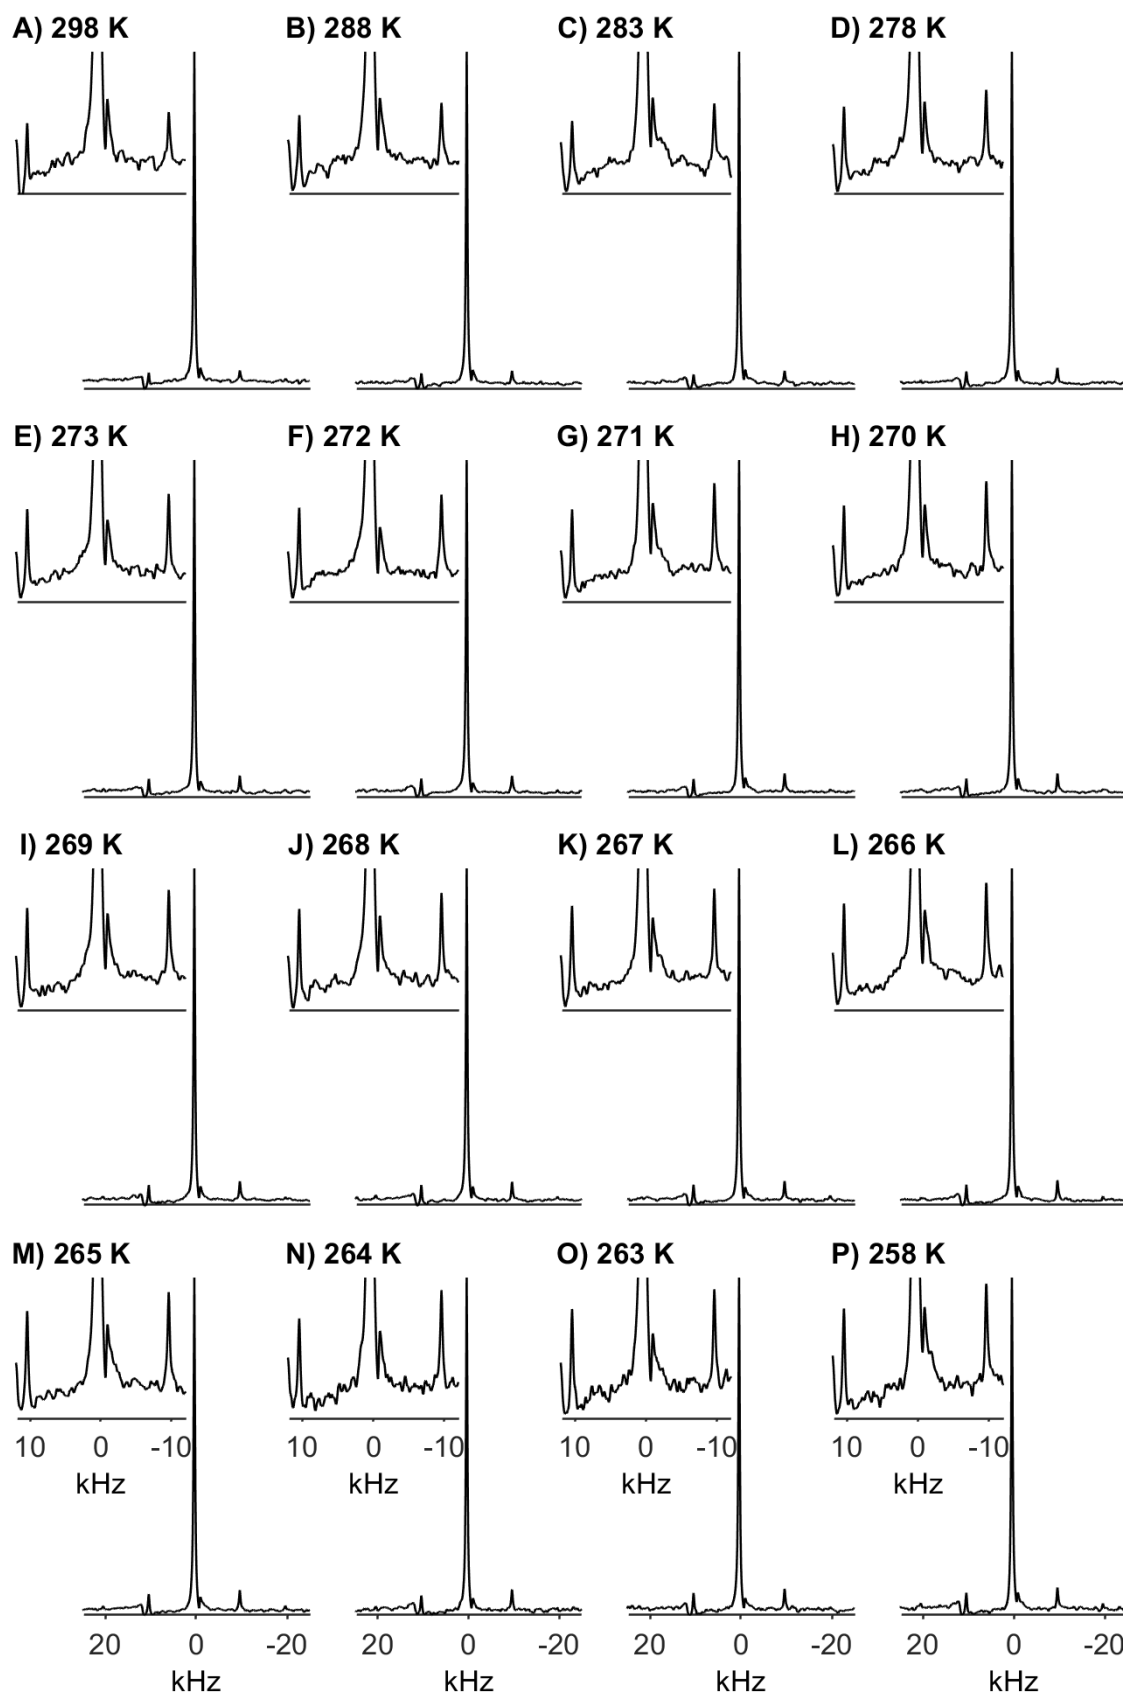 A) 298 K B) 288 K C) 283 K D) 278 K
E) 273 K F) 272 K G) 271 K H) 270 K
I) 269 K J) 268 K K) 267 K L) 266 K
M) 265 K N) 264 K O) 263 K P) 258 K
10 0 -10 10 0 -10 10 0 -10 10 0 -10
kHz kHz kHz kHz
20 0 -20 20 0 -20 20 0 -20 20 0 -20
kHz kHz kHz kHz